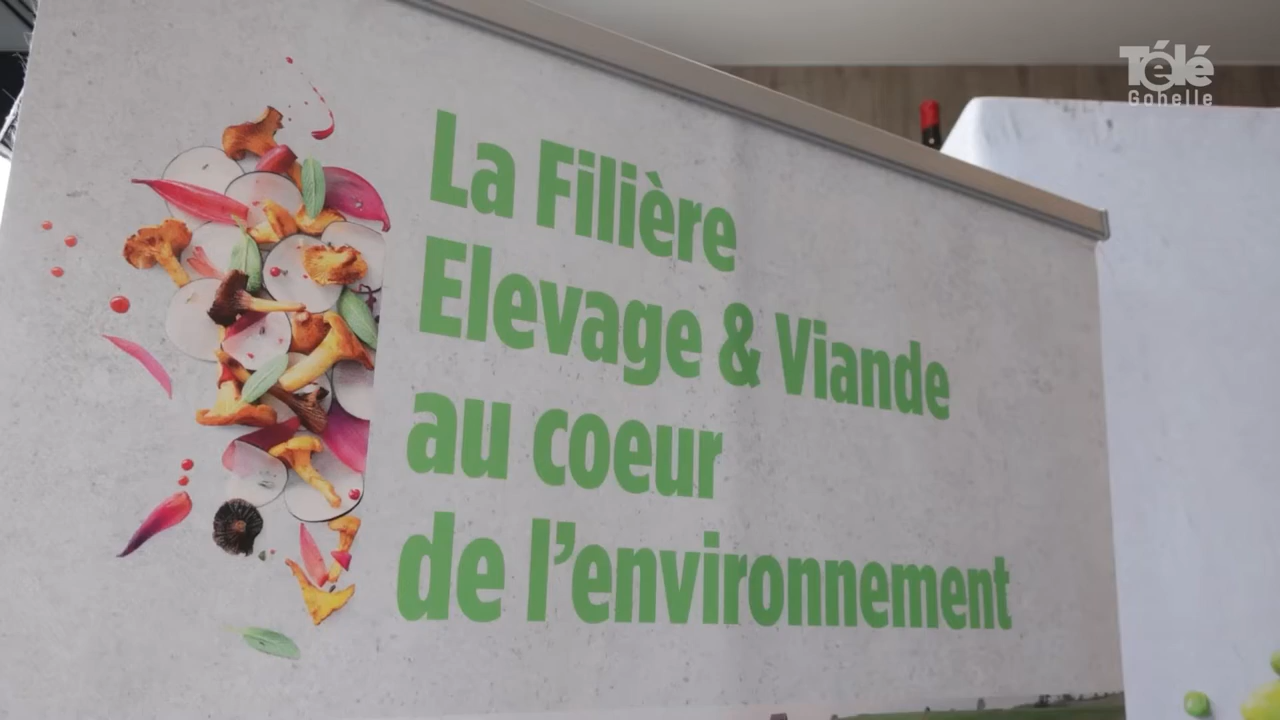 Télé
Gohelle
La Filière
Elevage & Viande
au coeur
de l'environnement